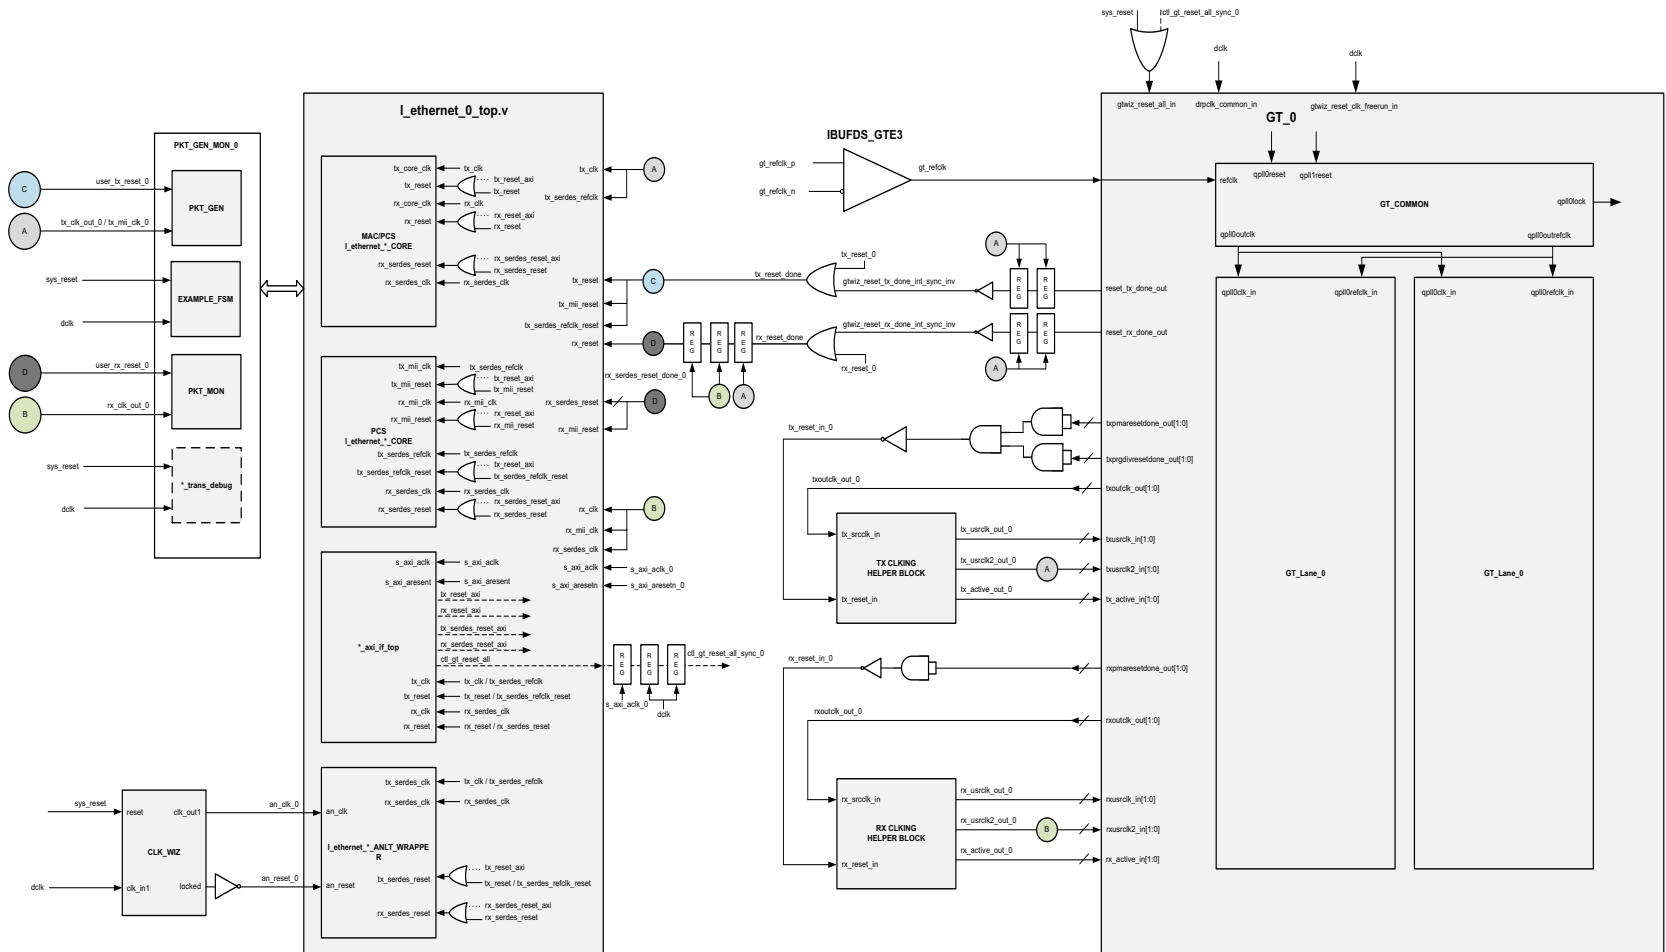 sys_reset
ctl_gt_reset_all_sync_0
dclk
dclk
gtwiz_reset_all_in
drpclk_common_in
gtwiz_reset_clk_freerun_in
GT_0
qpll0reset
qpll1reset
refclk
GT_COMMON
qpll0lock
qpll0outclk
qpll0outrefclk
qpll0clk_in
qpll0refclk_in
qpll0clk_in
qpll0refclk_in
GT_Lane_0
GT_Lane_0
PKT_GEN_MON_0
C
user_tx_reset_0
PKT_GEN
A
tx_clk_out_0 / tx_mii_clk_0
sys_reset
EXAMPLE_FSM
dclk
D
user_rx_reset_0
PKT_MON
B
rx_clk_out_0
sys_reset
*_trans_debug
dclk
l_ethernet_0_top.v
tx_core_clk
tx_clk
tx_reset
tx_reset_axi
tx_reset
rx_core_clk
rx_clk
rx_reset
rx_reset_axi
rx_reset
MAC/PCS
l_ethernet_*_CORE
rx_serdes_reset
rx_serdes_reset_axi
rx_serdes_reset
rx_serdes_clk
rx_serdes_clk
tx_mii_clk
tx_serdes_refclk
tx_mii_reset
tx_reset_axi
tx_mii_reset
rx_mii_clk
rx_mii_clk
rx_mii_reset
rx_reset_axi
rx_mii_reset
PCS
l_ethernet_*_CORE
tx_serdes_refclk
tx_serdes_refclk
tx_serdes_refclk_reset
tx_reset_axi
tx_serdes_refclk_reset
rx_serdes_clk
rx_serdes_clk
rx_serdes_reset
rx_serdes_reset_axi
rx_serdes_reset
s_axi_aclk
s_axi_aclk
s_axi_aresent
s_axi_aresent
tx_reset_axi
rx_reset_axi
tx_serdes_reset_axi
*_axi_if_top
rx_serdes_reset_axi
ctl_gt_reset_all
tx_clk
tx_clk / tx_serdes_refclk
tx_reset
tx_reset / tx_serdes_refclk_reset
rx_clk
rx_serdes_clk
rx_reset
rx_reset / rx_serdes_reset
tx_serdes_clk
tx_clk / tx_serdes_refclk
rx_serdes_clk
rx_serdes_clk
an_clk
l_ethernet_*_ANLT_WRAPPE
R
tx_serdes_reset
tx_reset_axi
tx_reset / tx_serdes_refclk_reset
an_reset
rx_serdes_reset
rx_serdes_reset_axi
rx_serdes_reset
sys_reset
reset
clk_out1
an_clk_0
CLK_WIZ
dclk
clk_in1
locked
an_reset_0
tx_clk
A
tx_serdes_refclk
tx_reset
C
tx_mii_reset
tx_serdes_refclk_reset
rx_reset
D
rx_serdes_reset
D
rx_mii_reset
rx_clk
B
rx_mii_clk
rx_serdes_clk
s_axi_aclk
s_axi_aclk_0
s_axi_aresetn
s_axi_aresetn_0
REG
REG
REG
ctl_gt_reset_all_sync_0
s_axi_aclk_0
dclk
IBUFDS_GTE3
gt_refclk_p
gt_refclk_n
gt_refclk
tx_reset_done
tx_reset_0
gtwiz_reset_tx_done_int_sync_inv
A
REG
REG
reset_tx_done_out
REG
REG
REG
rx_serdes_reset_done_0
B
A
rx_reset_done
gtwiz_reset_rx_done_int_sync_inv
rx_reset_0
REG
REG
A
reset_rx_done_out
tx_reset_in_0
txpmaresetdone_out[1:0]
txprgdivresetdone_out[1:0]
txoutclk_out_0
txoutclk_out[1:0]
tx_srcclk_in
TX CLKING
HELPER BLOCK
tx_reset_in
tx_usrclk_out_0
txusrclk_in[1:0]
tx_usrclk2_out_0
A
txusrclk2_in[1:0]
tx_active_out_0
tx_active_in[1:0]
rx_reset_in_0
rxpmaresetdone_out[1:0]
rxoutclk_out_0
rxoutclk_out[1:0]
rx_srcclk_in
RX CLKING
HELPER BLOCK
rx_reset_in
rx_usrclk_out_0
rxusrclk_in[1:0]
rx_usrclk2_out_0
B
rxusrclk2_in[1:0]
rx_active_out_0
rx_active_in[1:0]